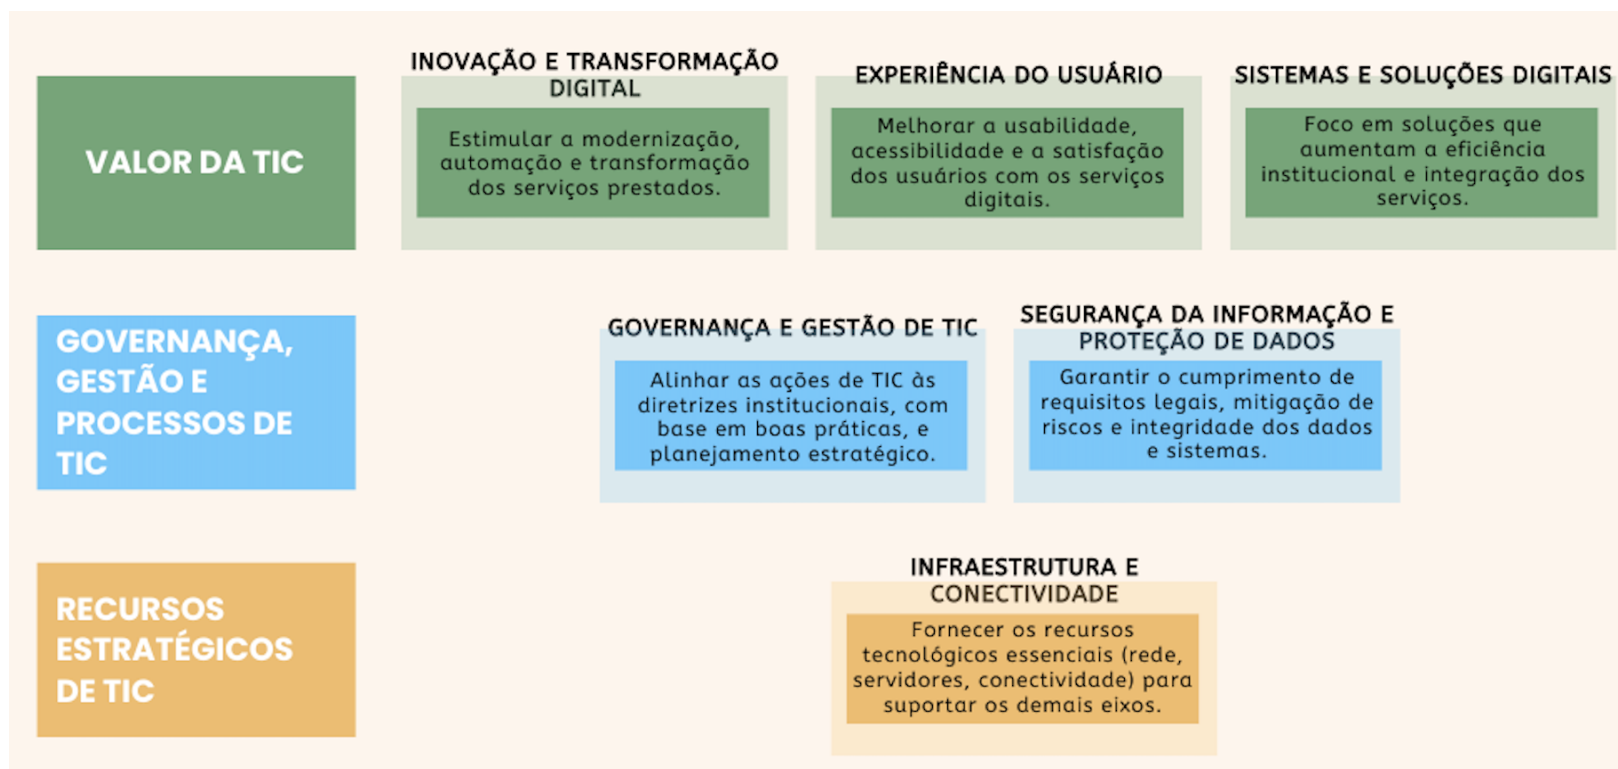 VALOR DA TIC
INOVAÇÃO E TRANSFORMAÇÃO
DIGITAL
Estimular a modernização,
automação e transformação
dos serviços prestados.
EXPERIÊNCIA DO USUÁRIO
Melhorar a usabilidade,
acessibilidade e a satisfação
dos usuários com os serviços
digitais.
SISTEMAS E SOLUÇÕES DIGITAIS
Foco em soluções que
aumentam a eficiência
institucional e integração dos
serviços.
GOVERNANÇA,
GESTÃO E
PROCESSOS DE
TIC
GOVERNANÇA E GESTÃO DE TIC
Alinhar as ações de TIC às
diretrizes institucionais, com
base em boas práticas, e
planejamento estratégico.
SEGURANÇA DA INFORMAÇÃO E
PROTEÇÃO DE DADOS
Garantir o cumprimento de
requisitos legais, mitigação de
riscos e integridade dos dados
e sistemas.
RECURSOS
ESTRATÉGICOS
DE TIC
INFRAESTRUTURA E
CONECTIVIDADE
Fornecer os recursos
tecnológicos essenciais (rede,
servidores, conectividade) para
suportar os demais eixos.